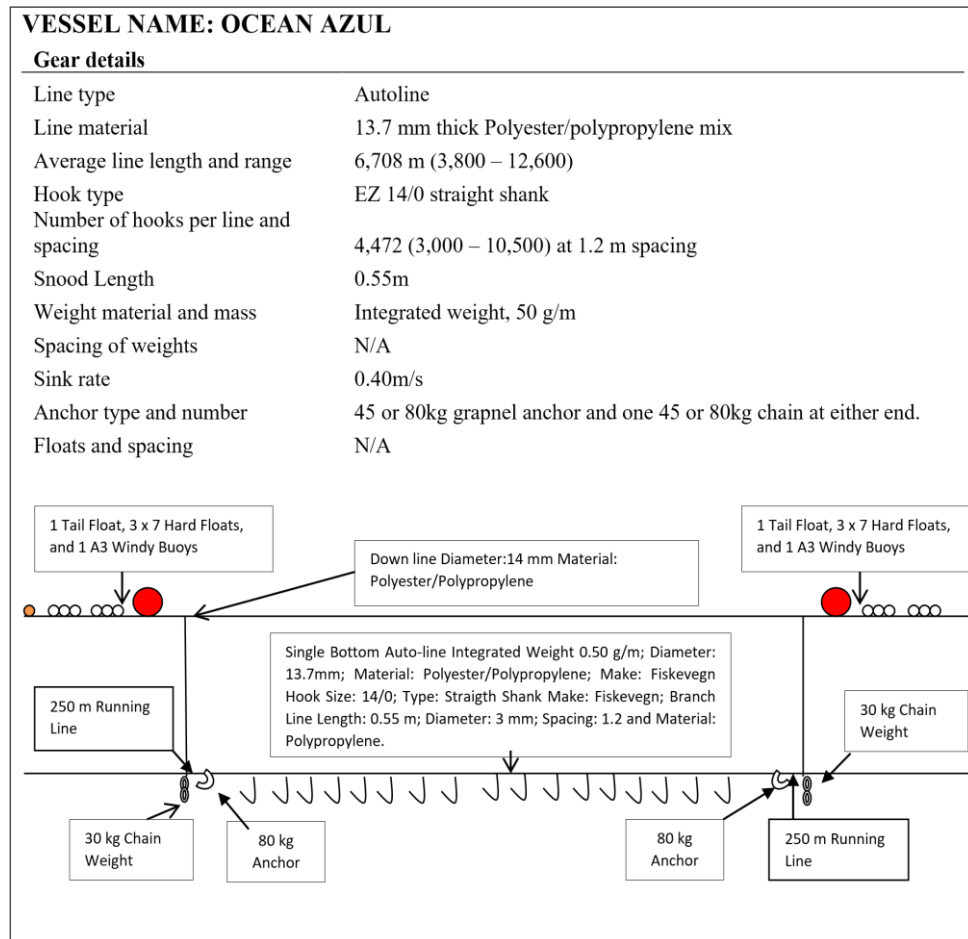 VESSEL NAME: OCEAN AZUL
Gear details
Line type Autoline
Line material 13.7 mm thick Polyester/polypropylene mix
Average line length and range 6,708 m (3,800 – 12,600)
Hook type EZ 14/0 straight shank
Number of hooks per line and
spacing 4,472 (3,000 – 10,500) at 1.2 m spacing
Snood Length 0.55m
Weight material and mass Integrated weight, 50 g/m
Spacing of weights N/A
Sink rate 0.40m/s
Anchor type and number 45 or 80kg grapnel anchor and one 45 or 80kg chain at either end.
Floats and spacing N/A
1 Tail Float, 3 x 7 Hard Floats,
and 1 A3 Windy Buoys
Down line Diameter:14 mm Material:
Polyester/Polypropylene
1 Tail Float, 3 x 7 Hard Floats,
and 1 A3 Windy Buoys
Single Bottom Auto-line Integrated Weight 0.50 g/m; Diameter:
13.7mm; Material: Polyester/Polypropylene; Make: Fiskevegn
Hook Size: 14/0; Type: Straigth Shank Make: Fiskevegn; Branch
Line Length: 0.55 m; Diameter: 3 mm; Spacing: 1.2 and Material:
Polypropylene.
250 m Running
Line
30 kg Chain
Weight
30 kg Chain
Weight
80 kg
Anchor
80 kg
Anchor
250 m Running
Line